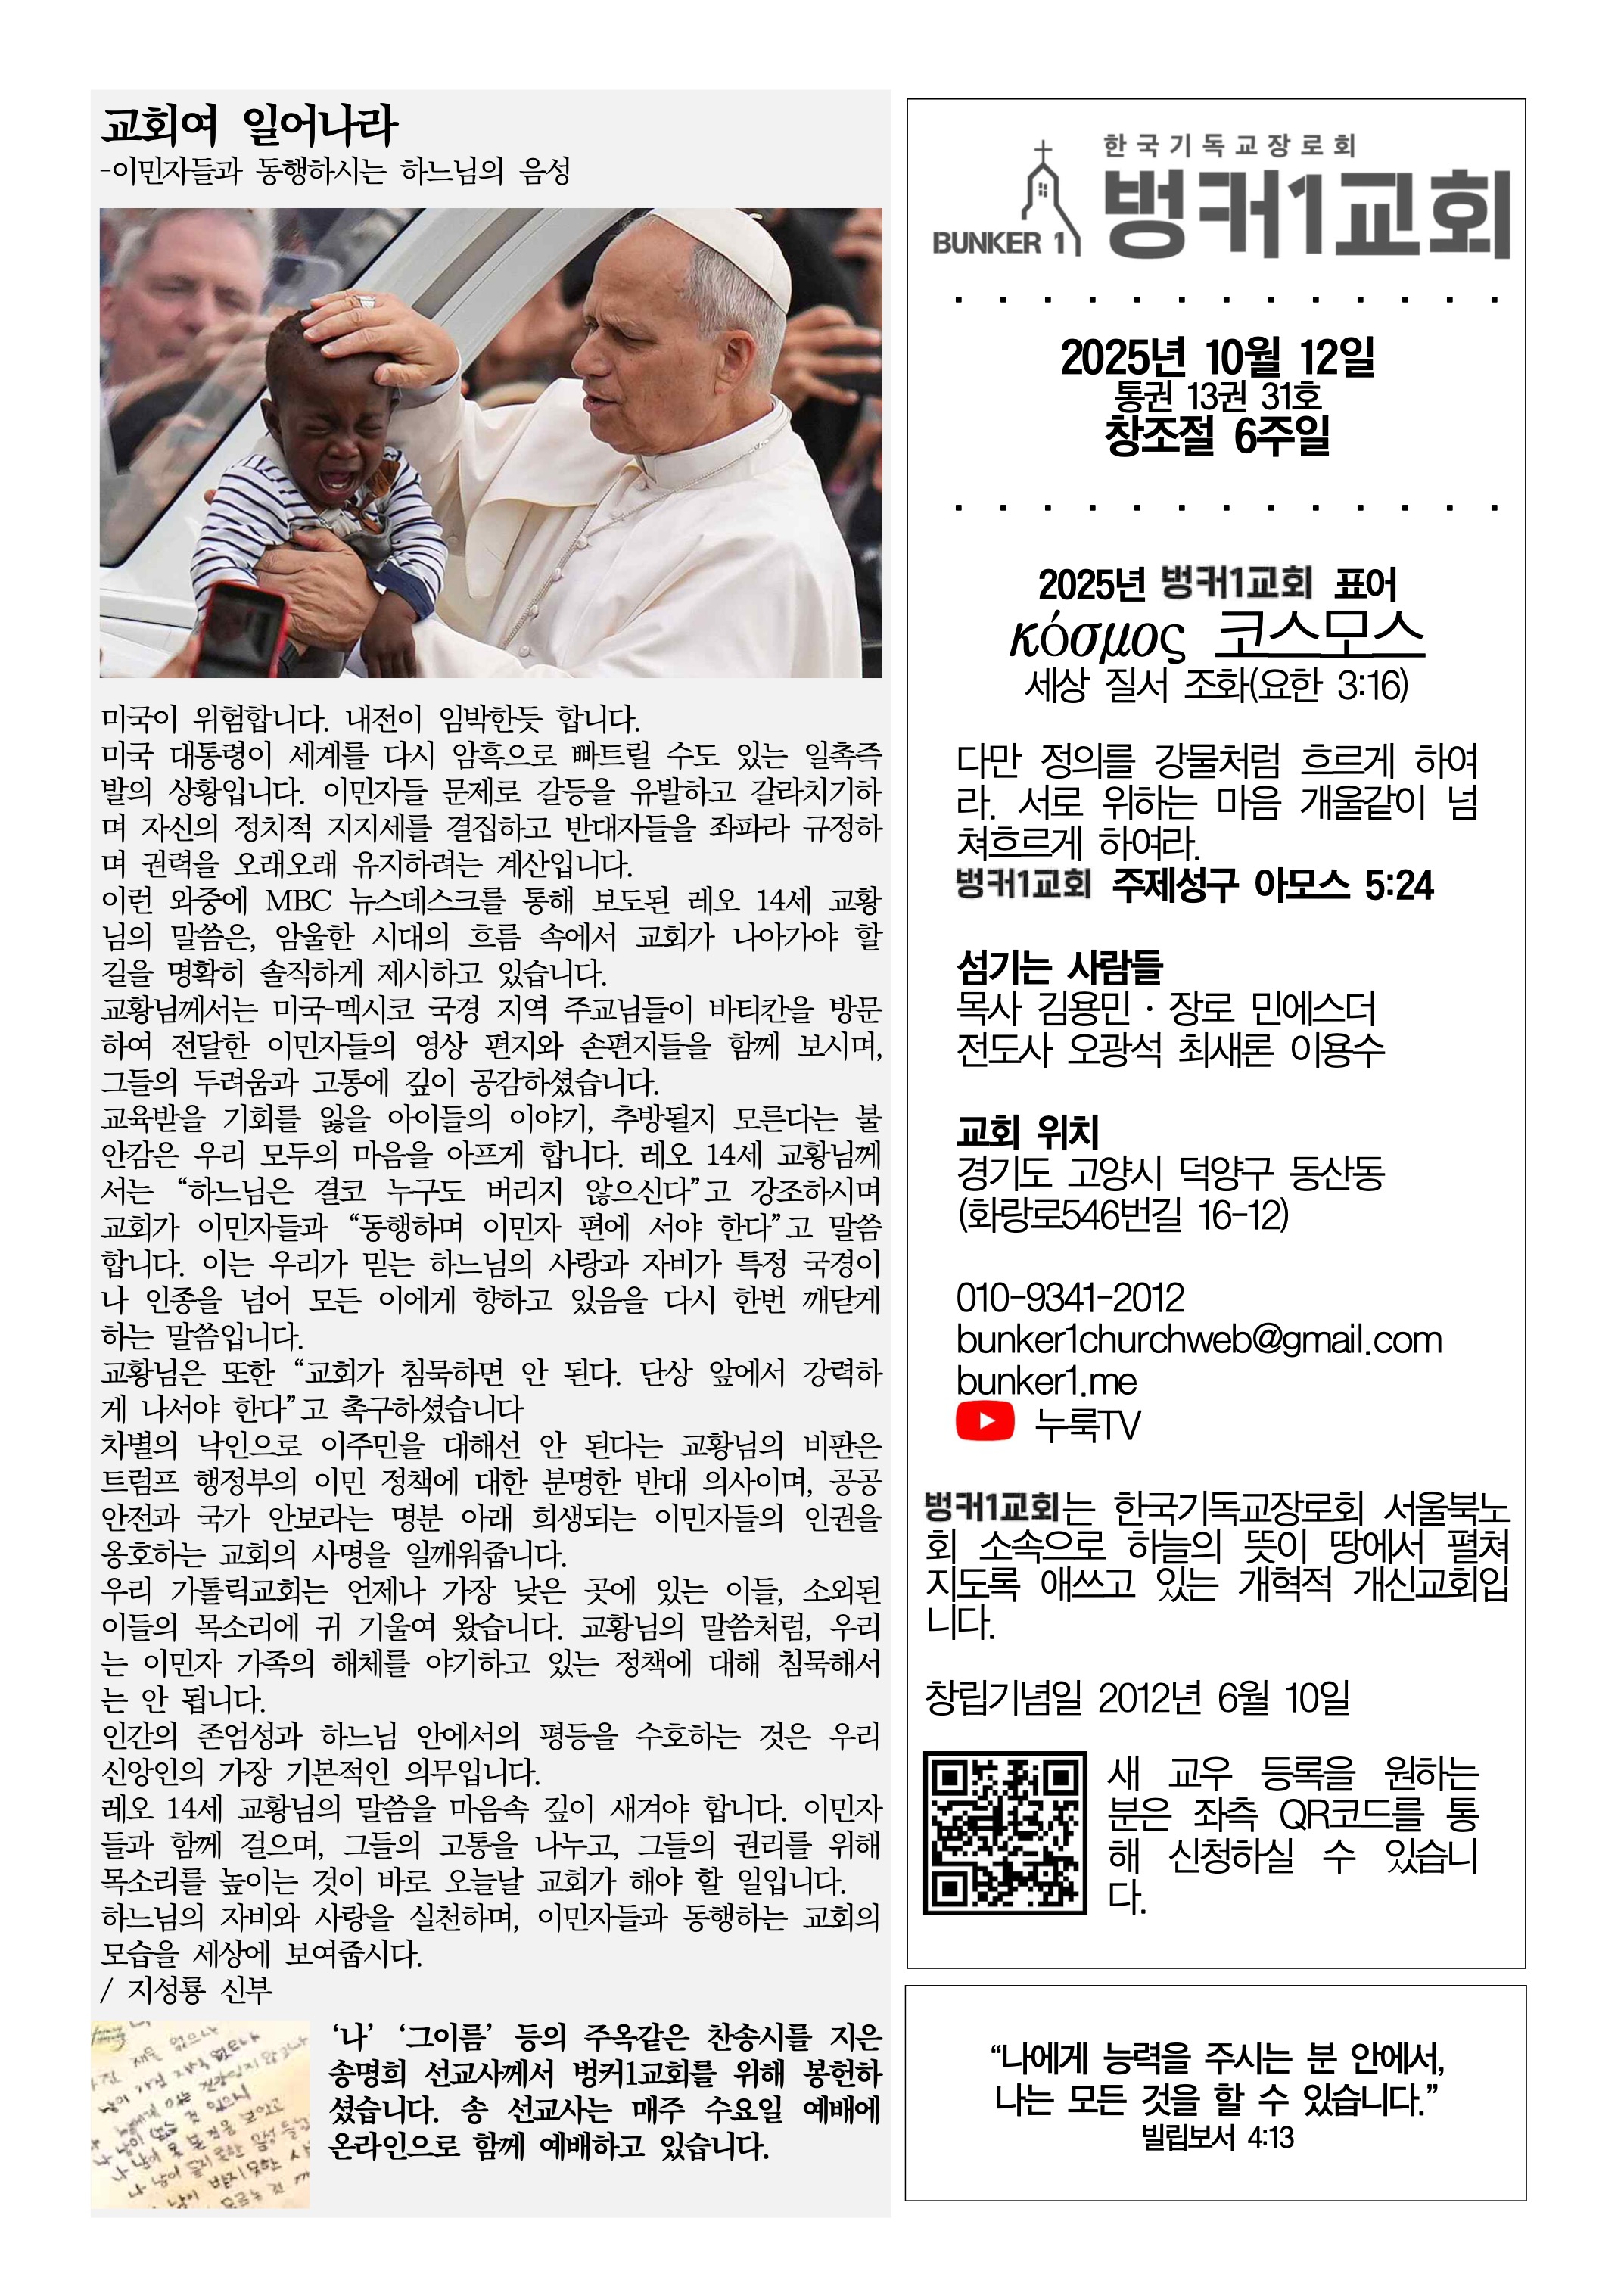 교회여 일어나라
-이민자들과 동행하시는 하느님의 음성
미국이 위험합니다. 내전이 임박한듯 합니다.
미국 대통령이 세계를 다시 암흑으로 빠트릴 수도 있는 일촉즉
발의 상황입니다. 이민자들 문제로 갈등을 유발하고 갈라치기하
며 자신의 정치적 지지세를 결집하고 반대자들을 좌파라 규정하
며 권력을 오래오래 유지하려는 계산입니다.
이런 와중에 MBC 뉴스데스크를 통해 보도된 레오 14세 교황
님의 말씀은, 암울한 시대의 흐름 속에서 교회가 나아가야 할
길을 명확히 솔직하게 제시하고 있습니다.
교황님께서는 미국-멕시코 국경 지역 주교님들이 바티칸을 방문
하여 전달한 이민자들의 영상 편지와 손편지들을 함께 보시며,
그들의 두려움과 고통에 깊이 공감하셨습니다.
교육받을 기회를 잃을 아이들의 이야기, 추방될지 모른다는 불
안감은 우리 모두의 마음을 아프게 합니다. 레오 14세 교황님께
서는 “하느님은 결코 누구도 버리지 않으신다”고 강조하시며
교회가 이민자들과 “동행하며 이민자 편에 서야 한다”고 말씀
합니다. 이는 우리가 믿는 하느님의 사랑과 자비가 특정 국경이
나 인종을 넘어 모든 이에게 향하고 있음을 다시 한번 깨닫게
하는 말씀입니다.
교황님은 또한 “교회가 침묵하면 안 된다. 단상 앞에서 강력하
게 나서야 한다”고 촉구하셨습니다
차별의 낙인으로 이주민을 대해선 안 된다는 교황님의 비판은
트럼프 행정부의 이민 정책에 대한 분명한 반대 의사이며, 공공
안전과 국가 안보라는 명분 아래 희생되는 이민자들의 인권을
옹호하는 교회의 사명을 일깨워줍니다.
우리 가톨릭교회는 언제나 가장 낮은 곳에 있는 이들, 소외된
이들의 목소리에 귀 기울여 왔습니다. 교황님의 말씀처럼, 우리
는 이민자 가족의 해체를 야기하고 있는 정책에 대해 침묵해서
는 안 됩니다.
인간의 존엄성과 하느님 안에서의 평등을 수호하는 것은 우리
신앙인의 가장 기본적인 의무입니다.
레오 14세 교황님의 말씀을 마음속 깊이 새겨야 합니다. 이민자
들과 함께 걸으며, 그들의 고통을 나누고, 그들의 권리를 위해
목소리를 높이는 것이 바로 오늘날 교회가 해야 할 일입니다.
하느님의 자비와 사랑을 실천하며, 이민자들과 동행하는 교회의
모습을 세상에 보여줍시다.
/ 지성룡 신부
‘나’ ‘그이름’ 등의 주옥같은 찬송시를 지은
송명희 선교사께서 벙커1교회를 위해 봉헌하
셨습니다. 송 선교사는 매주 수요일 예배에
온라인으로 함께 예배하고 있습니다.
한국기독교장로회
BUNKER 1 벙커1교회
2025년 10월 12일
통권 13권 31호
창조절 6주일
2025년 벙커1교회 표어
κόσμος 코스모스
세상 질서 조화(요한 3:16)
다만 정의를 강물처럼 흐르게 하여
라. 서로 위하는 마음 개울같이 넘
쳐흐르게 하여라.
벙커1교회 주제성구 아모스 5:24
섬기는 사람들
목사 김용민 · 장로 민에스더
전도사 오광석 최새론 이용수
교회 위치
경기도 고양시 덕양구 동산동
(화랑로546번길 16-12)
010-9341-2012
bunker1churchweb@gmail.com
bunker1.me
누룩TV
벙커1교회는 한국기독교장로회 서울북노
회 소속으로 하늘의 뜻이 땅에서 펼쳐
지도록 애쓰고 있는 개혁적 개신교회입
니다.
창립기념일 2012년 6월 10일
새 교우 등록을 원하는
분은 좌측 QR코드를 통
해 신청하실 수 있습니
다.
“나에게 능력을 주시는 분 안에서,
나는 모든 것을 할 수 있습니다.”
빌립보서 4:13